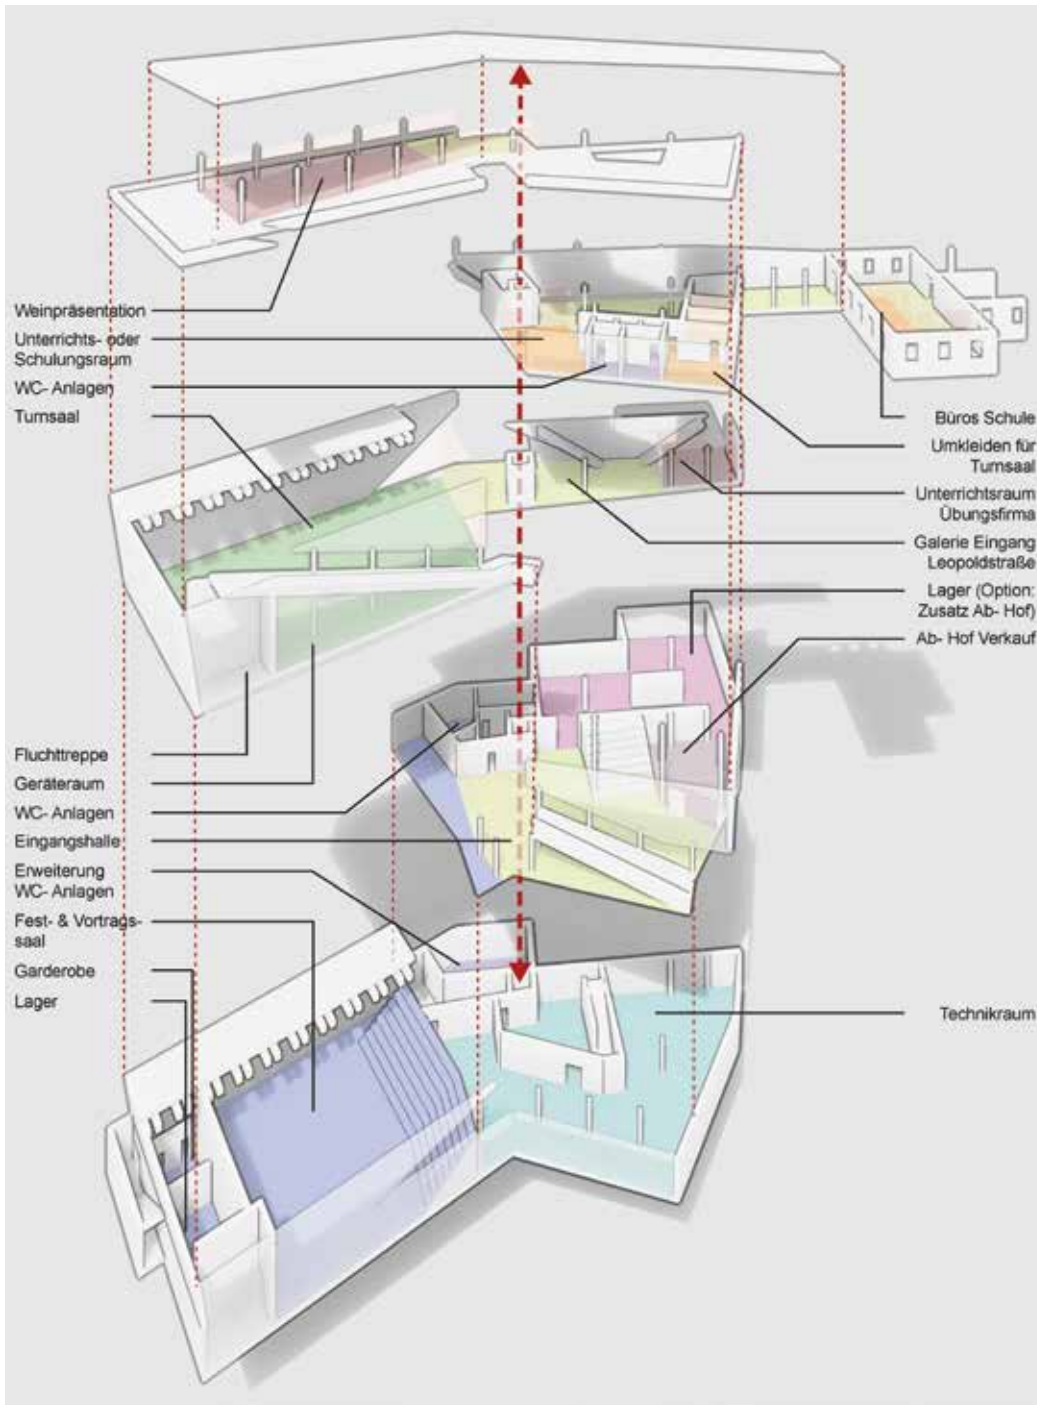 Weinpräsentation
Unterrichts- oder
Schulungsraum
WC- Anlagen
Turnsaal
Büros Schule
Umkleiden für
Turnsaal
Unterrichtsraum
Übungsfirma
Galerie Eingang
Leopoldstraße
Lager (Option:
Zusatz Ab- Hof)
Ab- Hof Verkauf
Fluchttreppe
Geräteraum
WC- Anlagen
Eingangshalle
Erweiterung
WC- Anlagen
Fest- & Vortrags-
saal
Garderobe
Lager
Technikraum